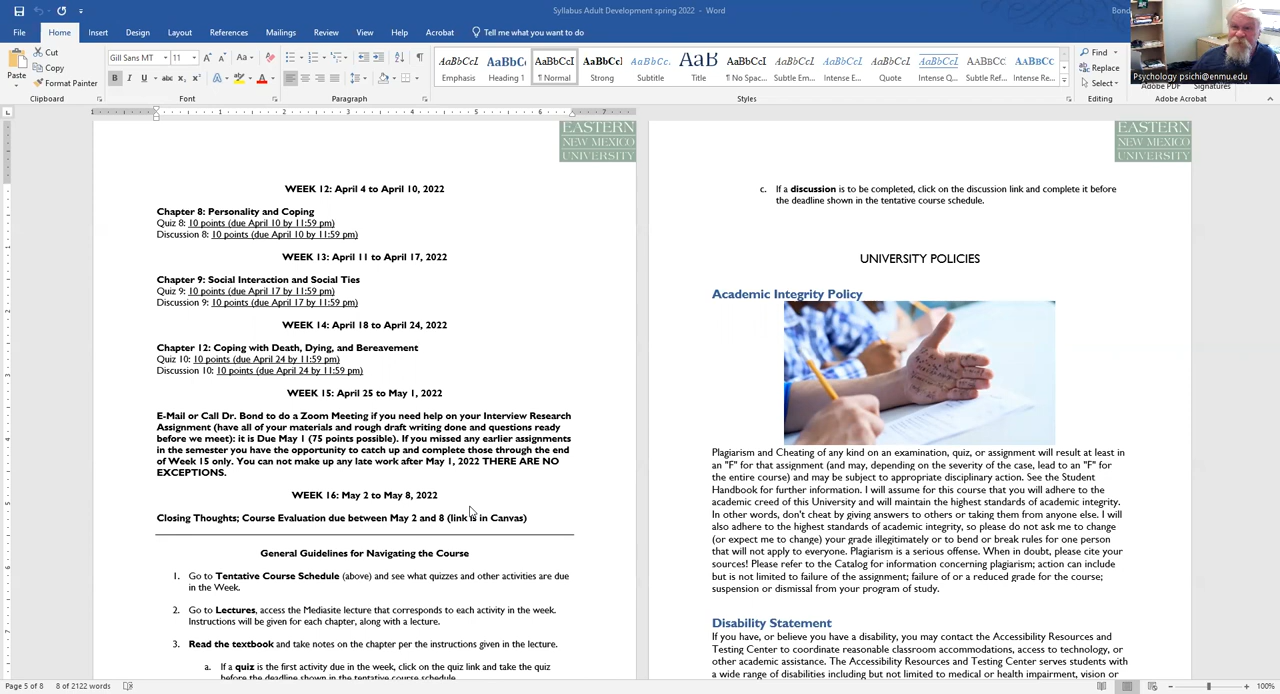 Syllabus Adult Development spring 2022 - Word
Bond
File Home Insert Design Layout References Mailings Review View Help Acrobat Tell me what you want to do
Paste
Cut
Copy
Format Painter
Clipboard
Gill Sans MT 11
Font
Paragraph
AaBbCcI AaBbC AaBbCcI AaBbCc AaBbCc AaB AaBbCcI AaBbCcI AaBbCcI AaBbCcI AaBbCcI AABBCC AABBCC
Emphasis Heading 1 ¶ Normal Strong Subtitle Title ¶ No Spac... Subtle Em... Intense E... Quote Intense Q... Subtle Ref... Intense Re...
Styles
Find
Replace
Select
Editing
Psychology psichi@enmu.edu
Adobe PDF Signatures
Adobe Acrobat
EASTERN
NEW MEXICO
UNIVERSITY
WEEK 12: April 4 to April 10, 2022
Chapter 8: Personality and Coping
Quiz 8: 10 points (due April 10 by 11:59 pm)
Discussion 8: 10 points (due April 10 by 11:59 pm)
WEEK 13: April 11 to April 17, 2022
Chapter 9: Social Interaction and Social Ties
Quiz 9: 10 points (due April 17 by 11:59 pm)
Discussion 9: 10 points (due April 17 by 11:59 pm)
WEEK 14: April 18 to April 24, 2022
Chapter 12: Coping with Death, Dying, and Bereavement
Quiz 10: 10 points (due April 24 by 11:59 pm)
Discussion 10: 10 points (due April 24 by 11:59 pm)
WEEK 15: April 25 to May 1, 2022
E-Mail or Call Dr. Bond to do a Zoom Meeting if you need help on your Interview Research
Assignment (have all of your materials and rough draft writing done and questions ready
before we meet): it is Due May 1 (75 points possible). If you missed any earlier assignments
in the semester you have the opportunity to catch up and complete those through the end
of Week 15 only. You can not make up any late work after May 1, 2022 THERE ARE NO
EXCEPTIONS.
WEEK 16: May 2 to May 8, 2022
Closing Thoughts; Course Evaluation due between May 2 and 8 (link is in Canvas)
General Guidelines for Navigating the Course
1. Go to Tentative Course Schedule (above) and see what quizzes and other activities are due
in the Week.
2. Go to Lectures, access the Mediasite lecture that corresponds to each activity in the week.
Instructions will be given for each chapter, along with a lecture.
3. Read the textbook and take notes on the chapter per the instructions given in the lecture.
a. If a quiz is the first activity due in the week, click on the quiz link and take the quiz
before the deadline shown in the tentative course schedule.
EASTERN
NEW MEXICO
UNIVERSITY
c. If a discussion is to be completed, click on the discussion link and complete it before
the deadline shown in the tentative course schedule.
UNIVERSITY POLICIES
Academic Integrity Policy
Plagiarism and Cheating of any kind on an examination, quiz, or assignment will result at least in
an "F" for that assignment (and may, depending on the severity of the case, lead to an "F" for
the entire course) and may be subject to appropriate disciplinary action. See the Student
Handbook for further information. I will assume for this course that you will adhere to the
academic creed of this University and will maintain the highest standards of academic integrity.
In other words, don't cheat by giving answers to others or taking them from anyone else. I will
also adhere to the highest standards of academic integrity, so please do not ask me to change
(or expect me to change) your grade illegitimately or to bend or break rules for one person
that will not apply to everyone. Plagiarism is a serious offense. When in doubt, please cite your
sources! Please refer to the Catalog for information concerning plagiarism; action can include
but is not limited to failure of the assignment; failure of or a reduced grade for the course;
suspension or dismissal from your program of study.
Disability Statement
If you have, or believe you have a disability, you may contact the Accessibility Resources and
Testing Center to coordinate reasonable classroom accommodations, access to technology, or
other academic assistance. The Accessibility Resources and Testing Center serves students with
a wide range of disabilities including but not limited to medical or health impairment, vision or
Page 5 of 8 8 of 2122 words
100%